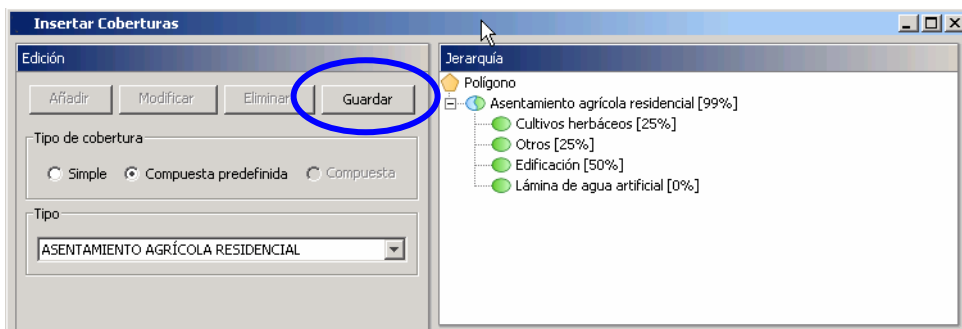 Insertar Coberturas
Edición
Añadir Modificar Eliminar Guardar
Tipo de cobertura
Simple Compuesta predefinida Compuesta
Tipo
ASENTAMIENTO AGRÍCOLA RESIDENCIAL
Jerarquía
Polígono
Asentamiento agrícola residencial [99%]
Cultivos herbáceos [25%]
Otros [25%]
Edificación [50%]
Lámina de agua artificial [0%]